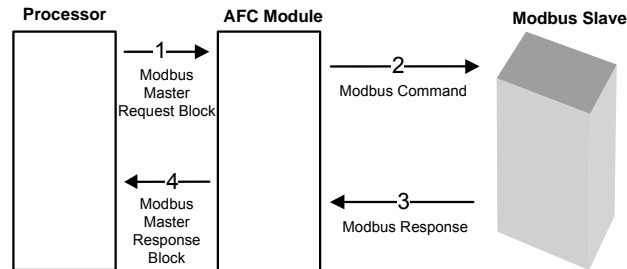 Processor
AFC Module
Modbus Slave
1
Modbus
Master
Request Block
2
Modbus Command
4
Modbus
Master
Response
Block
3
Modbus Response